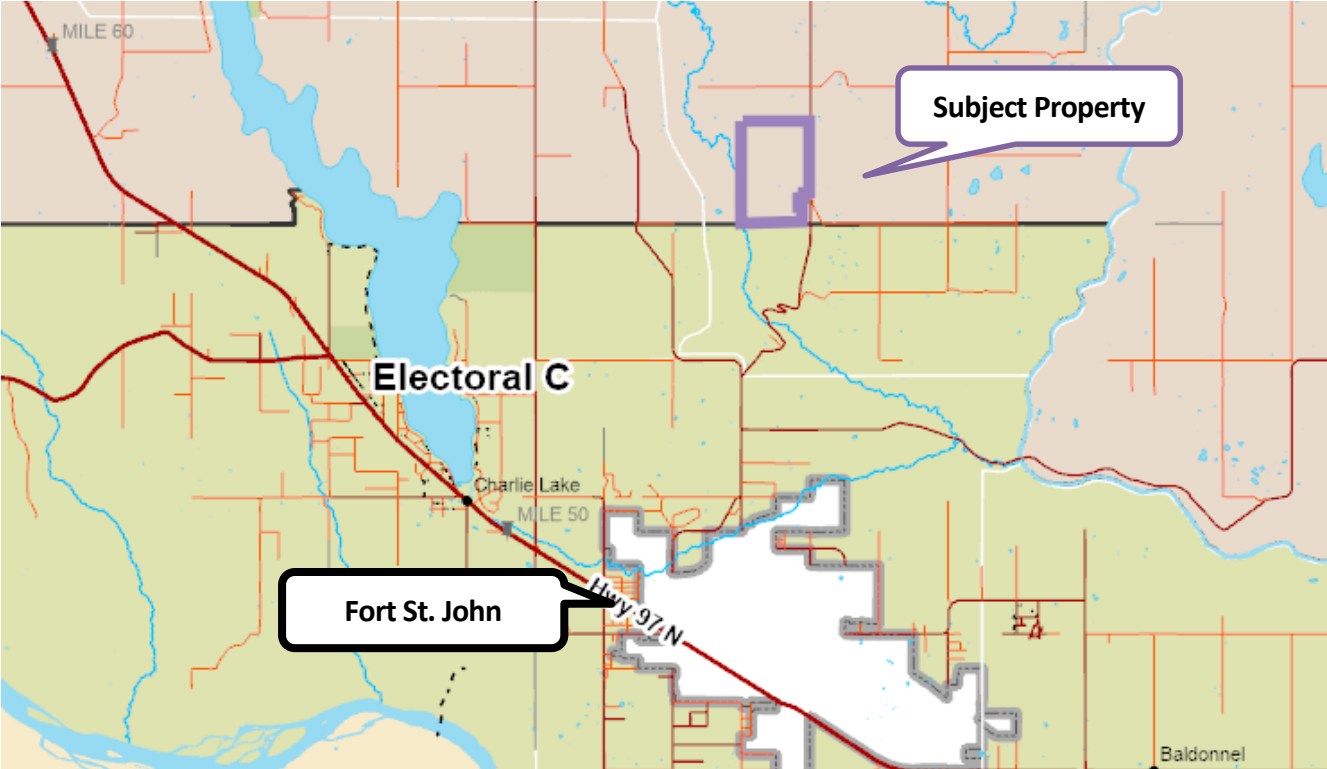 MILE 60
Subject Property
Electoral C
Charlie Lake
MILE 50
Fort St. John
Hwy 97 N
Baldonnel